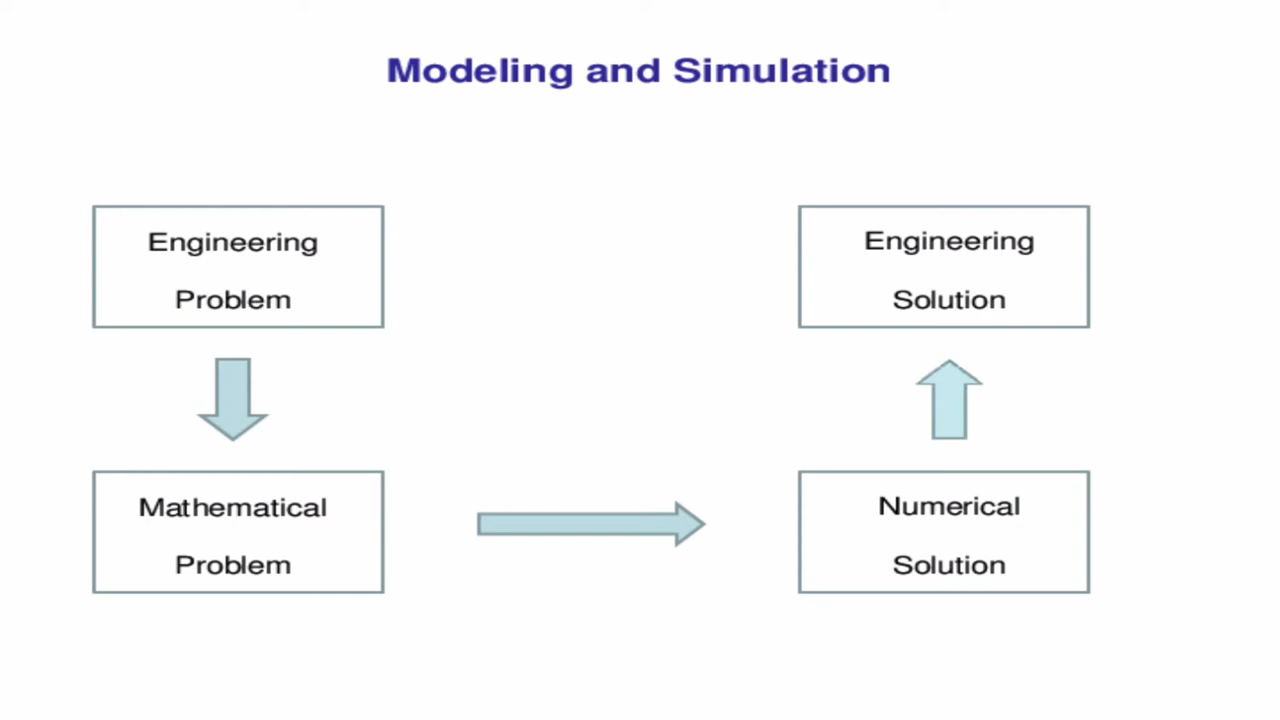 Modeling and Simulation
Engineering
Problem
Engineering
Solution
Mathematical
Problem
Numerical
Solution